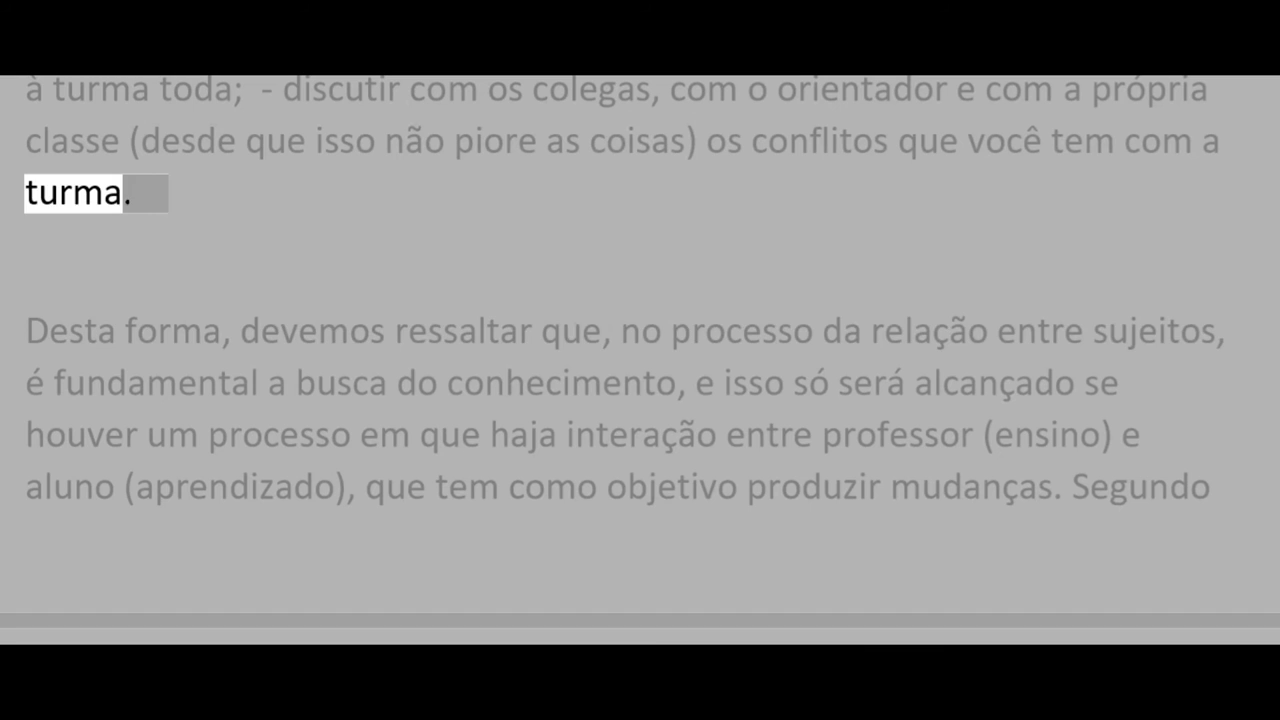 à turma toda;  - discutir com os colegas, com o orientador e com a própria
classe (desde que isso não piore as coisas) os conflitos que você tem com a
turma.
Desta forma, devemos ressaltar que, no processo da relação entre sujeitos,
é fundamental a busca do conhecimento, e isso só será alcançado se
houver um processo em que haja interação entre professor (ensino) e
aluno (aprendizado), que tem como objetivo produzir mudanças. Segundo